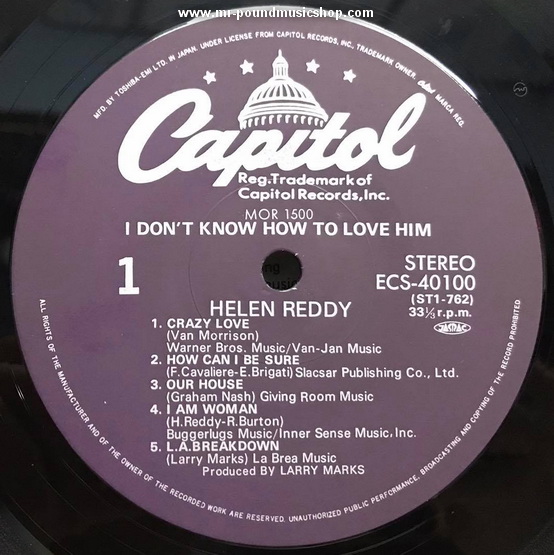 www.mr-poundmusicshop.com
MFD. BY TOSHIBA-EMI LTD. IN JAPAN. UNDER LICENSE FROM CAPITOL RECORDS, INC., TRADEMARK OWNER. Capitol MARCA REG.
Capitol
Reg.Trademark of
Capitol Records,Inc.
MOR 1500
I DON'T KNOW HOW TO LOVE HIM
1
STEREO
ECS-40100
(ST1-762)
33⅓ r.p.m.
JASRAC
HELEN REDDY
1. CRAZY LOVE
(Van Morrison)
Warner Bros. Music/Van-Jan Music
2. HOW CAN I BE SURE
(F.Cavaliere-E.Brigati) Slacsar Publishing Co., Ltd.
3. OUR HOUSE
(Graham Nash) Giving Room Music
4. I AM WOMAN
(H.Reddy-R.Burton)
Buggerlugs Music/Inner Sense Music, Inc.
5. L.A.BREAKDOWN
(Larry Marks) La Brea Music
Produced by LARRY MARKS
ALL RIGHTS OF THE MANUFACTURER AND OF THE OWNER OF THE RECORDED WORK ARE RESERVED. UNAUTHORIZED PUBLIC PERFORMANCE, BROADCASTING AND COPYING OF THE RECORD PROHIBITED